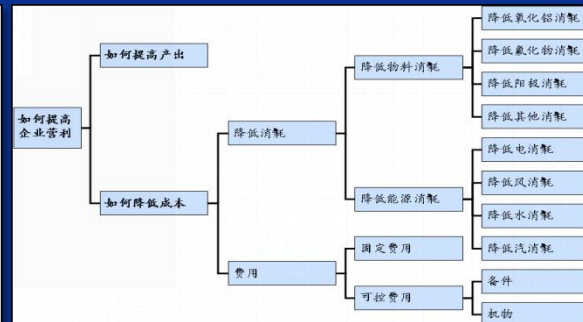 如何提高
企业营利
如何提高产出
如何降低成本
降低消耗
费用
降低物料消耗
降低能源消耗
固定费用
可控费用
降低氧化铝消耗
降低氟化物消耗
降低阳极消耗
降低其他消耗
降低电消耗
降低风消耗
降低水消耗
降低汽消耗
备件
机物